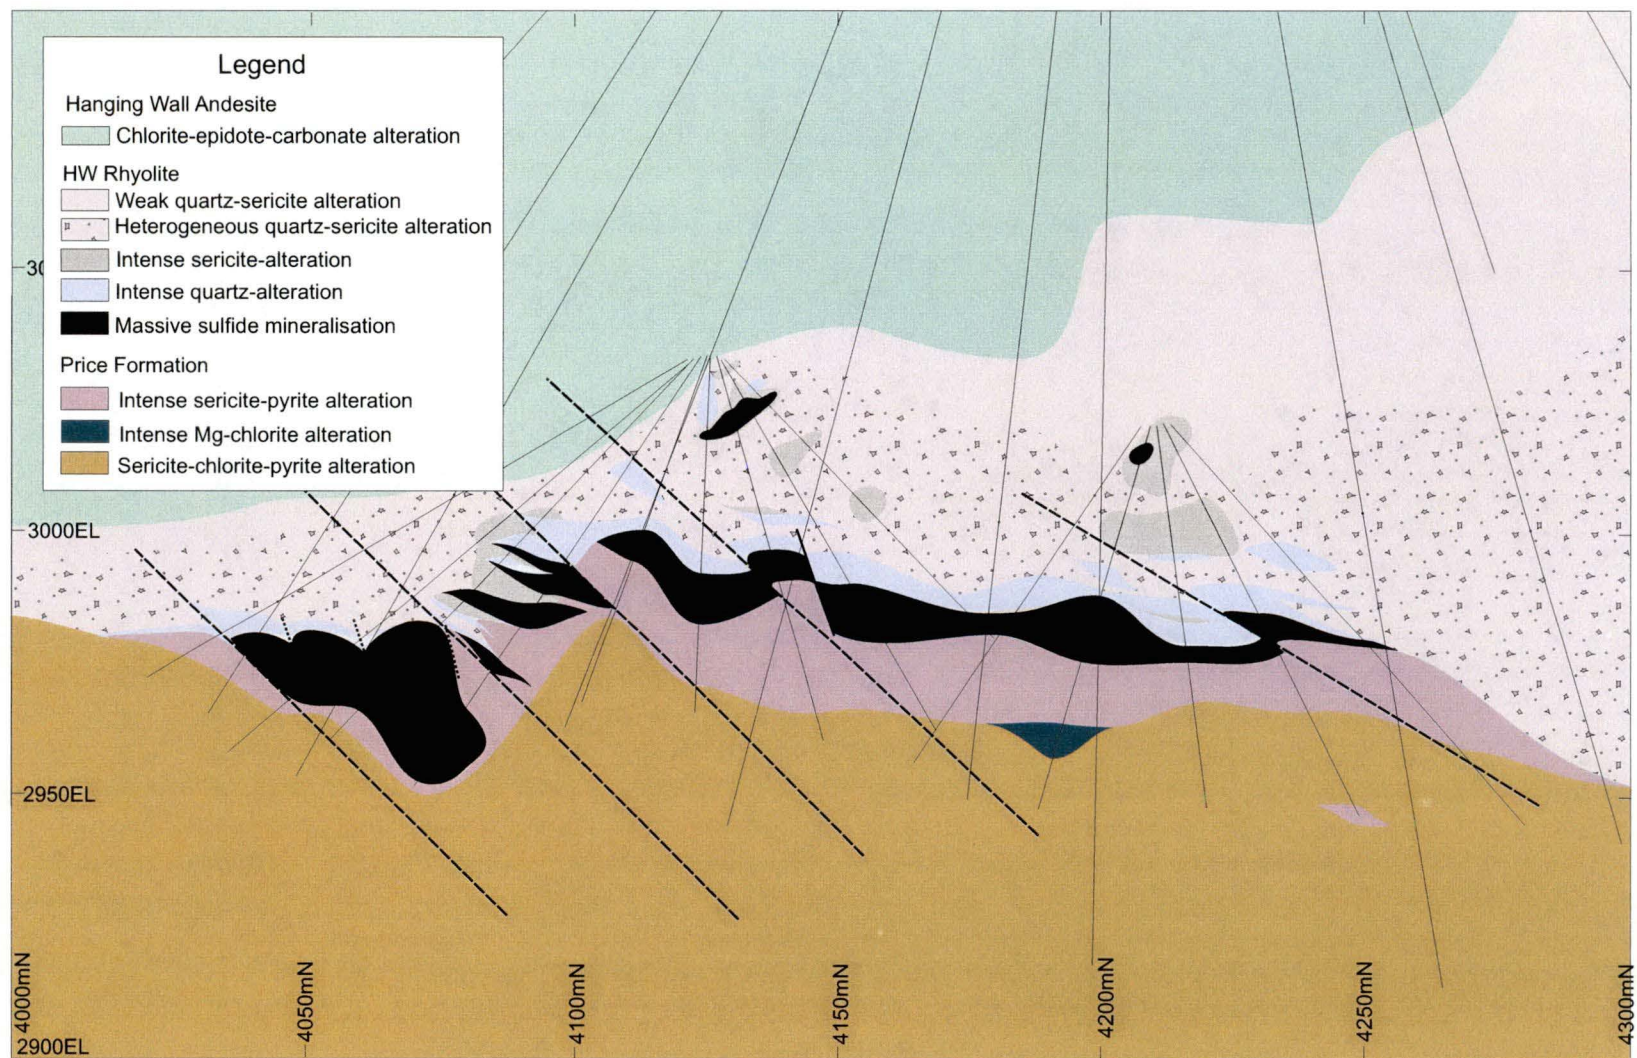 Legend
Hanging Wall Andesite
Chlorite-epidote-carbonate alteration
HW Rhyolite
Weak quartz-sericite alteration
Heterogeneous quartz-sericite alteration
Intense sericite-alteration
Intense quartz-alteration
Massive sulfide mineralisation
Price Formation
Intense sericite-pyrite alteration
Intense Mg-chlorite alteration
Sericite-chlorite-pyrite alteration
30
3000EL
2950EL
2900EL
4000mN
4050mN
4100mN
4150mN
4200mN
4250mN
4300mN